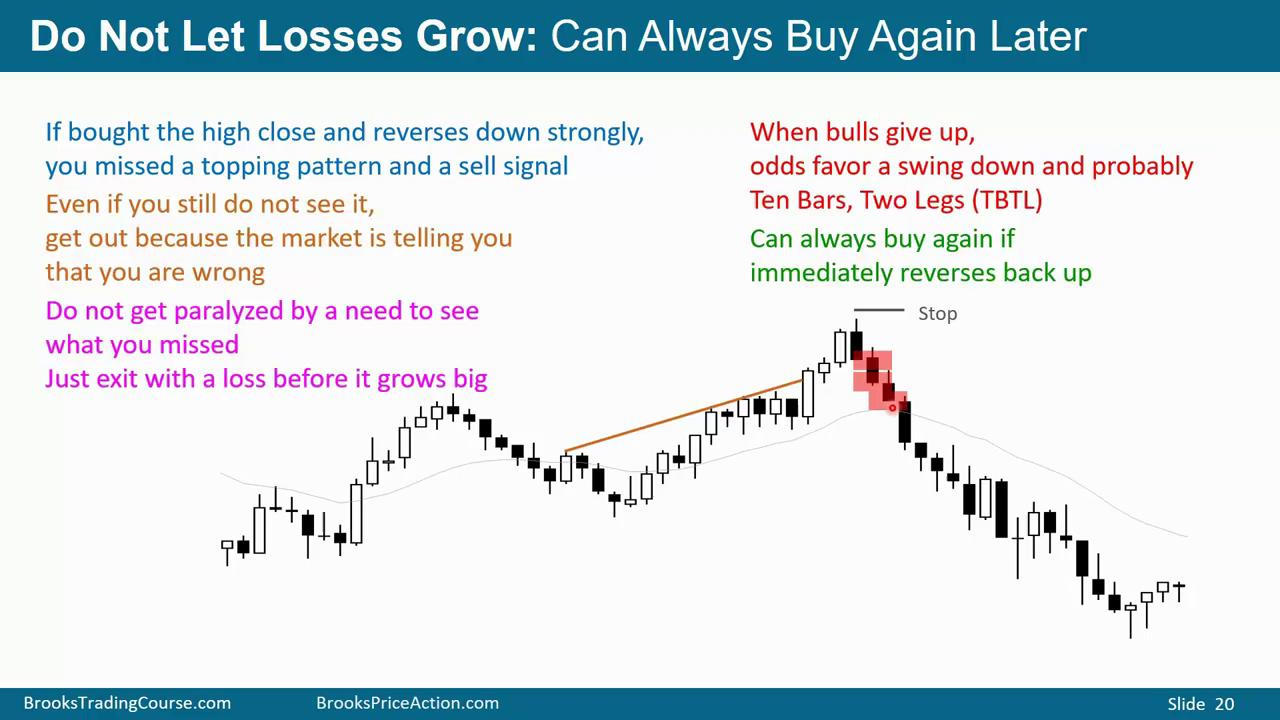 Do Not Let Losses Grow: Can Always Buy Again Later
If bought the high close and reverses down strongly,
you missed a topping pattern and a sell signal
Even if you still do not see it,
get out because the market is telling you
that you are wrong
Do not get paralyzed by a need to see
what you missed
Just exit with a loss before it grows big
When bulls give up,
odds favor a swing down and probably
Ten Bars, Two Legs (TBTL)
Can always buy again if
immediately reverses back up
Stop
BrooksTradingCourse.com
BrooksPriceAction.com
Slide 20